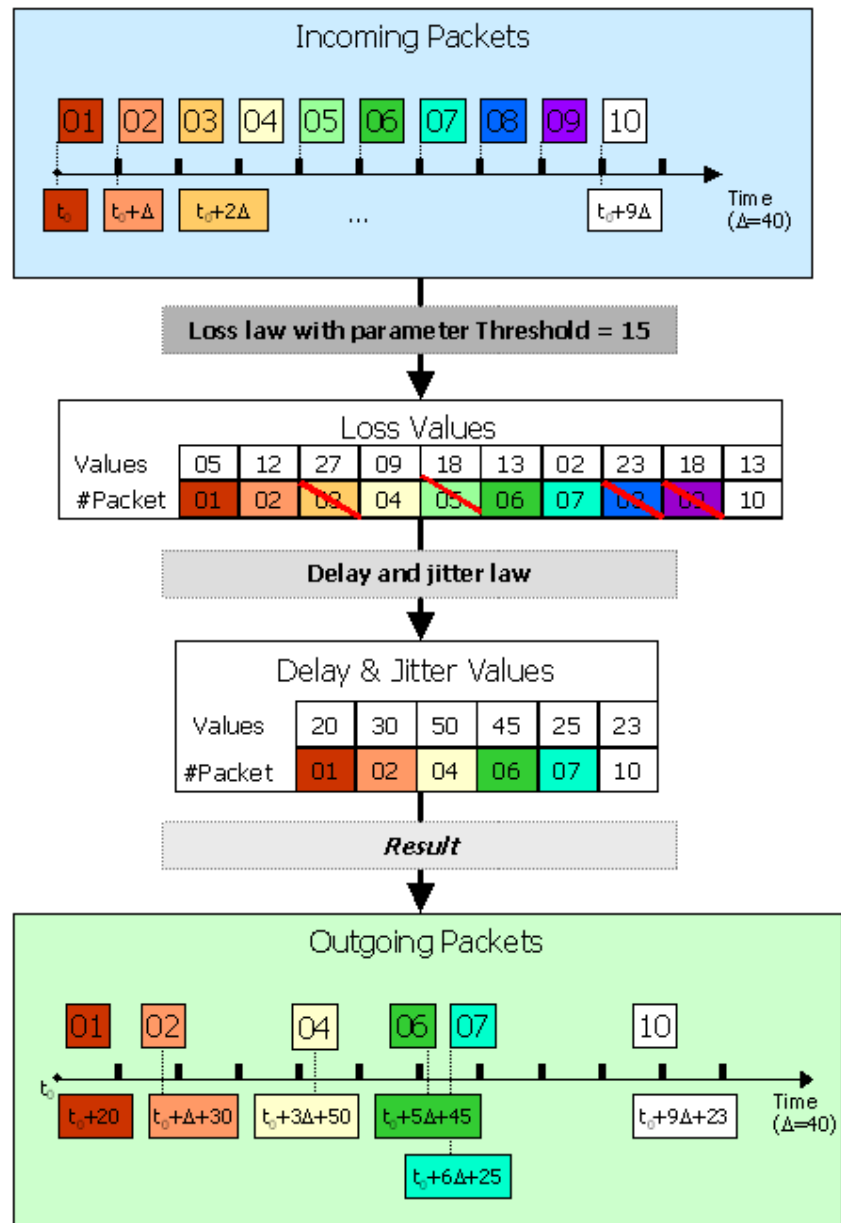 Incoming Packets
01 02 03 04 05 06 07 08 09 10
t₀ t₀+Δ t₀+2Δ ... t₀+9Δ Time
(Δ=40)
Loss law with parameter Threshold = 15
Loss Values
Values 05 12 27 09 18 13 02 23 18 13
#Packet 01 02 03 04 05 06 07 08 09 10
Delay and jitter law
Delay & Jitter Values
Values 20 30 50 45 25 23
#Packet 01 02 04 06 07 10
Result
Outgoing Packets
01 02 04 06 07 10
t₀
t₀+20 t₀+Δ+30 t₀+3Δ+50 t₀+5Δ+45 t₀+9Δ+23 Time
(Δ=40)
t₀+6Δ+25